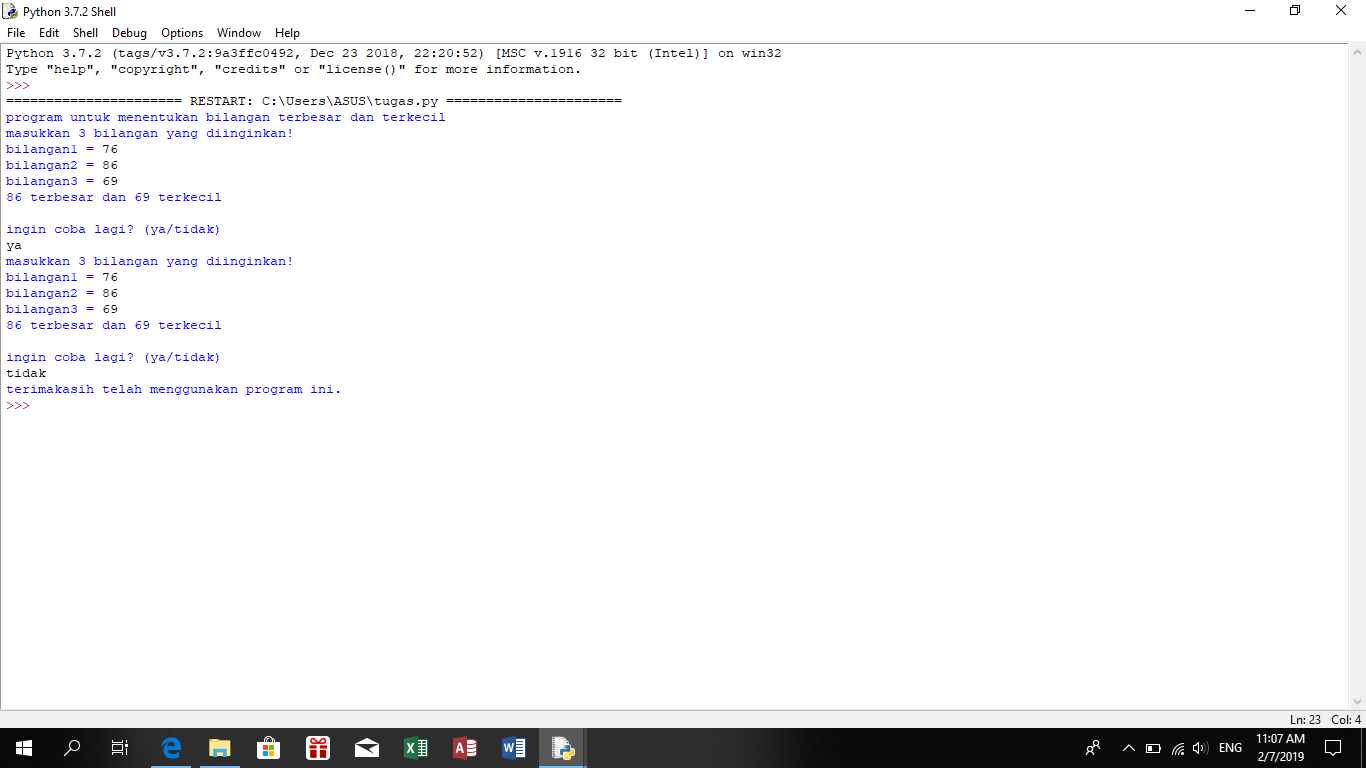 Python 3.7.2 Shell
File Edit Shell Debug Options Window Help
Python 3.7.2 (tags/v3.7.2:9a3ffc0492, Dec 23 2018, 22:20:52) [MSC v.1916 32 bit (Intel)] on win32
Type "help", "copyright", "credits" or "license()" for more information.
>>>
====================== RESTART: C:\Users\ASUS\tugas.py ======================
program untuk menentukan bilangan terbesar dan terkecil
masukkan 3 bilangan yang diinginkan!
bilangan1 = 76
bilangan2 = 86
bilangan3 = 69
86 terbesar dan 69 terkecil

ingin coba lagi? (ya/tidak)
ya
masukkan 3 bilangan yang diinginkan!
bilangan1 = 76
bilangan2 = 86
bilangan3 = 69
86 terbesar dan 69 terkecil

ingin coba lagi? (ya/tidak)
tidak
terimakasih telah menggunakan program ini.
>>>
Ln: 23 Col: 4
ENG
11:07 AM
2/7/2019